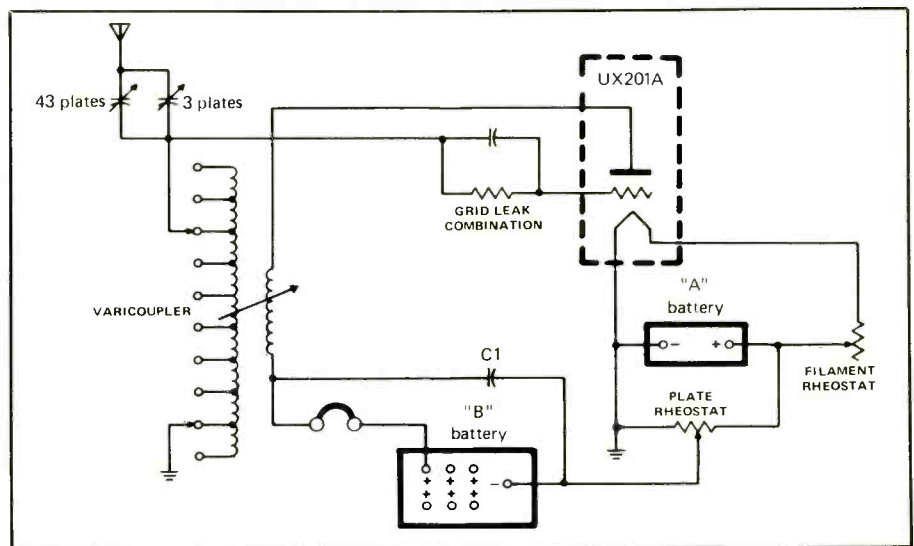 UX201A
43 plates
3 plates
GRID LEAK
COMBINATION
"A"
battery
VARICOUPLER
- +
C1
FILAMENT
RHEOSTAT
PLATE
RHEOSTAT
"B"
battery
+ + + -
+ + +